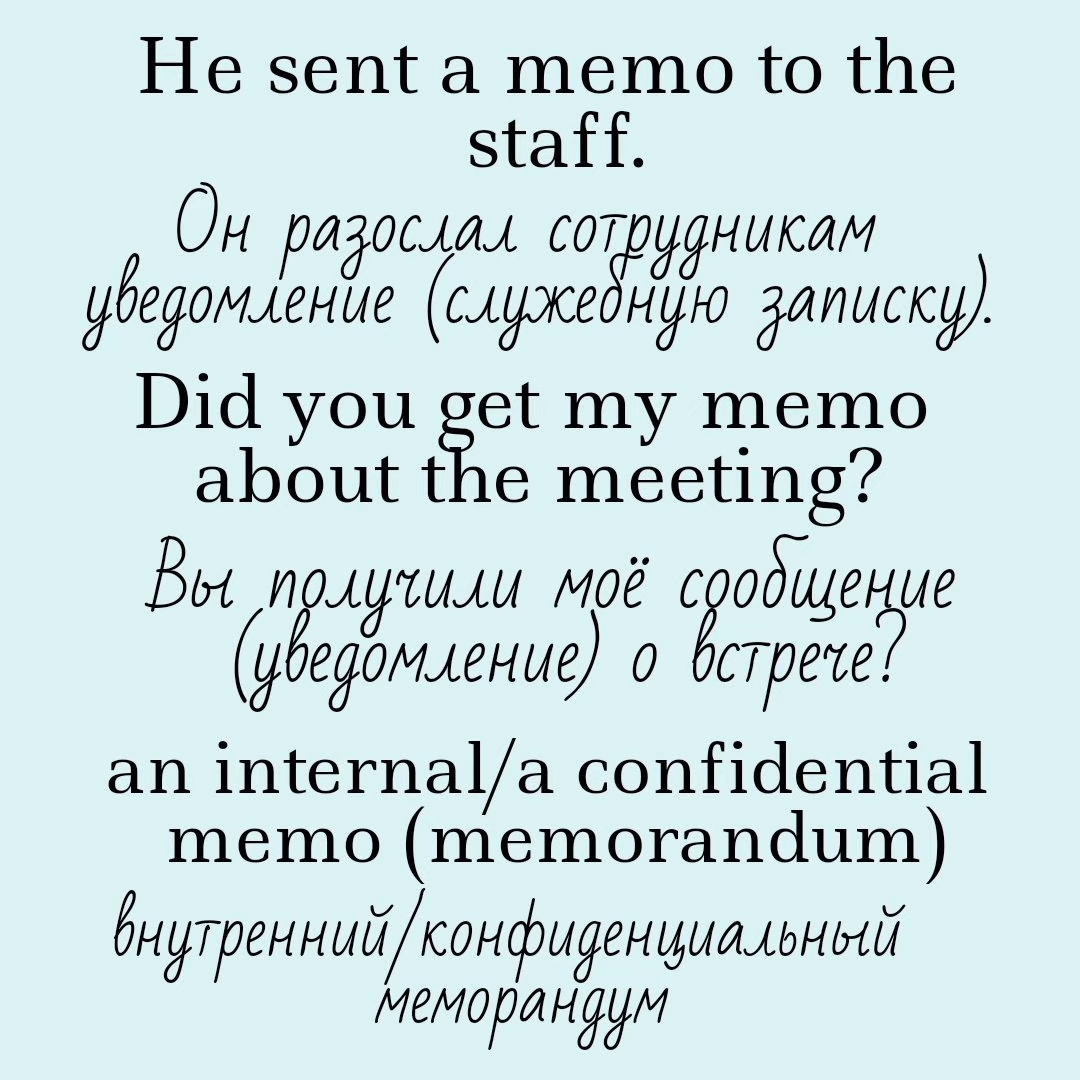 He sent a memo to the
staff.
Он разослал сотрудникам
уведомление (служебную записку).
Did you get my memo
about the meeting?
Вы получили моё сообщение
(уведомление) о встрече?
an internal/a confidential
memo (memorandum)
внутренний/конфиденциальный
меморандум